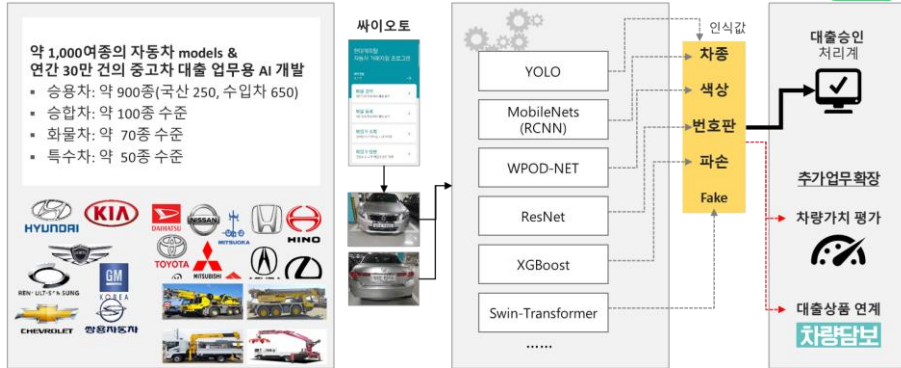 약 1,000여종의 자동차 models &
연간 30만 건의 중고차 대출 업무용 AI 개발
▪ 승용차: 약 900종(국산 250, 수입차 650)
▪ 승합차: 약 100종 수준
▪ 화물차: 약 70종 수준
▪ 특수차: 약 50종 수준
HYUNDAI
KIA
DAIHATSU
NISSAN
MITSUOKA
HINO
TOYOTA
MITSUBISHI
GM
KOREA
CHEVROLET
쌍용자동차
싸이오토
YOLO
MobileNets
(RCNN)
WPOD-NET
ResNet
XGBoost
Swin-Transformer
……
인식값
차종
색상
번호판
파손
Fake
대출승인
처리계
추가업무확장
차량가치 평가
대출상품 연계
차량담보